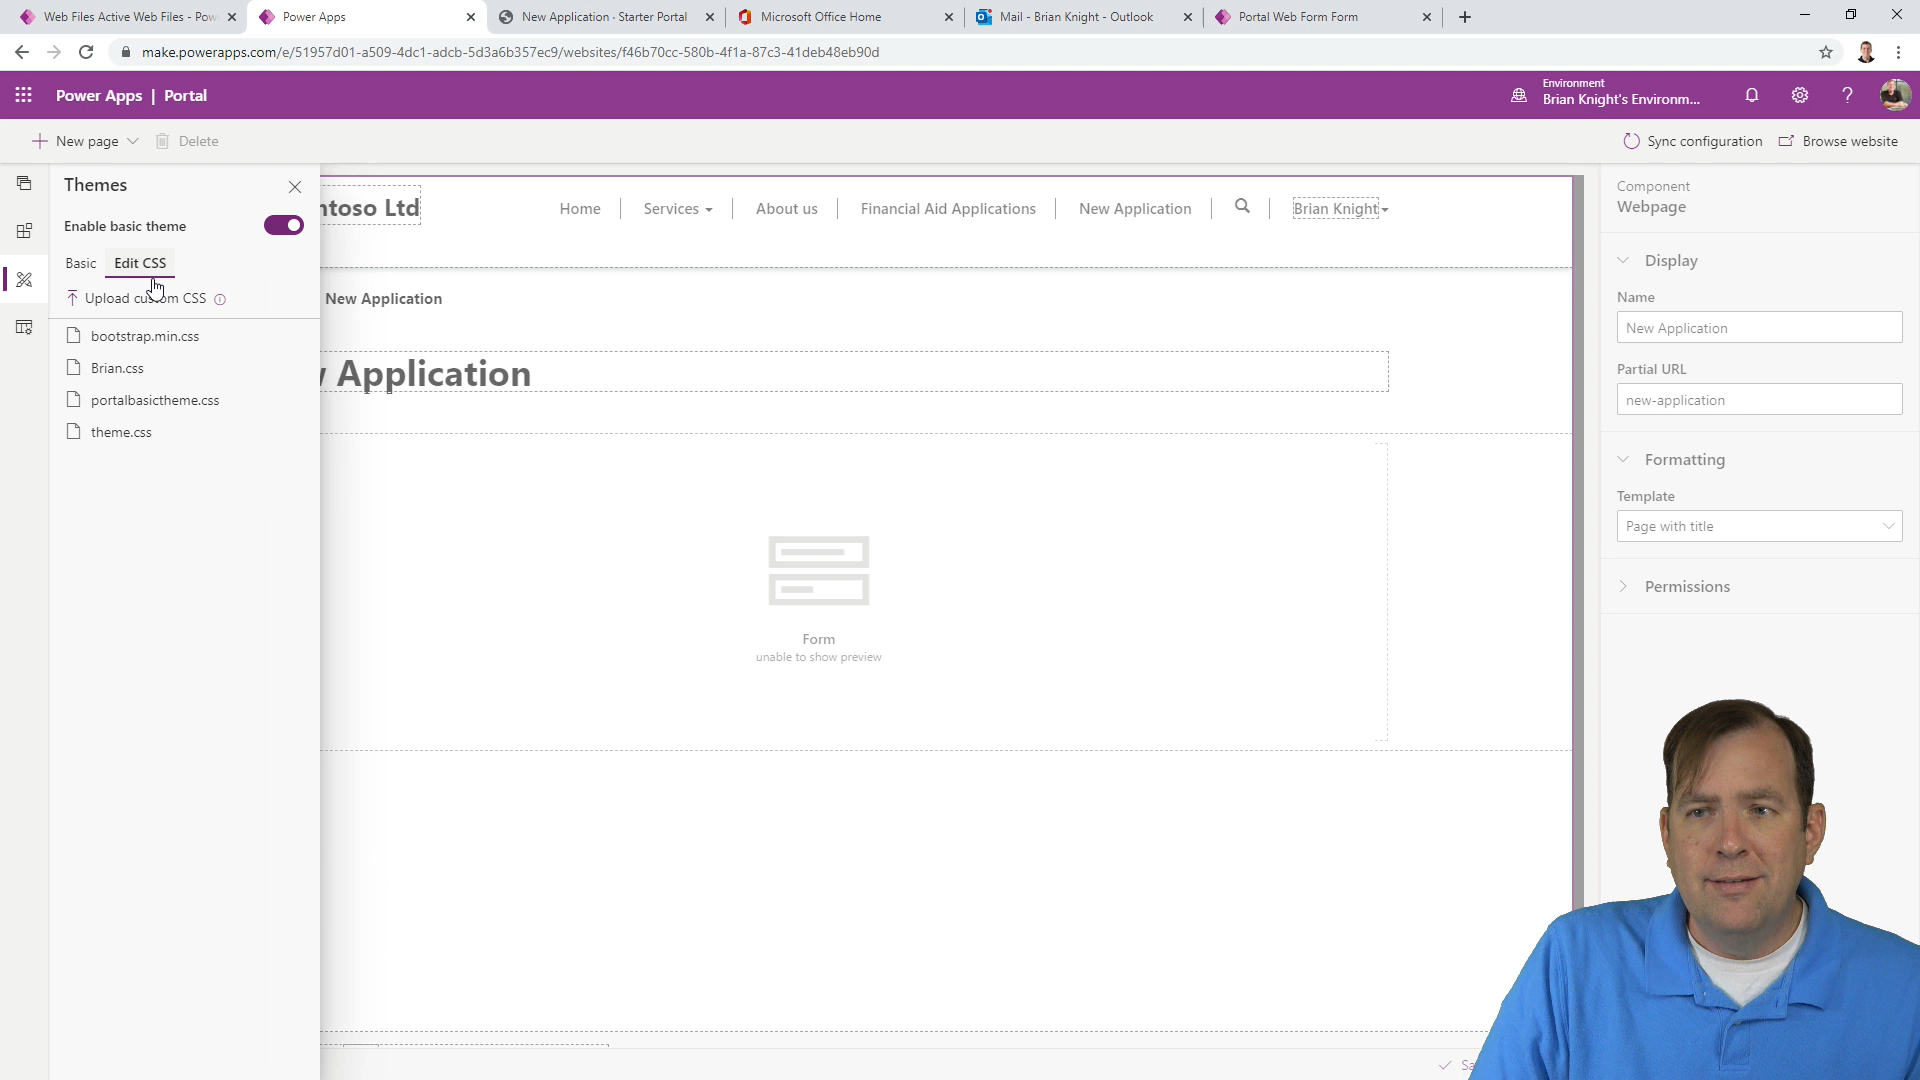 Web Files Active Web Files - Pow
Power Apps
New Application · Starter Portal
Microsoft Office Home
Mail - Brian Knight - Outlook
Portal Web Form Form
make.powerapps.com/e/51957d01-a509-4dc1-adcb-5d3a6b357ec9/websites/f46b70cc-580b-4f1a-87c3-41deb48eb90d
Power Apps | Portal
Environment
Brian Knight's Environm...
New page
Delete
Sync configuration
Browse website
Themes
Enable basic theme
Basic
Edit CSS
Upload custom CSS
bootstrap.min.css
Brian.css
portalbasictheme.css
theme.css
ntoso Ltd
Home
Services
About us
Financial Aid Applications
New Application
Brian Knight
New Application
Application
Form
unable to show preview
Component
Webpage
Display
Name
New Application
Partial URL
new-application
Formatting
Template
Page with title
Permissions